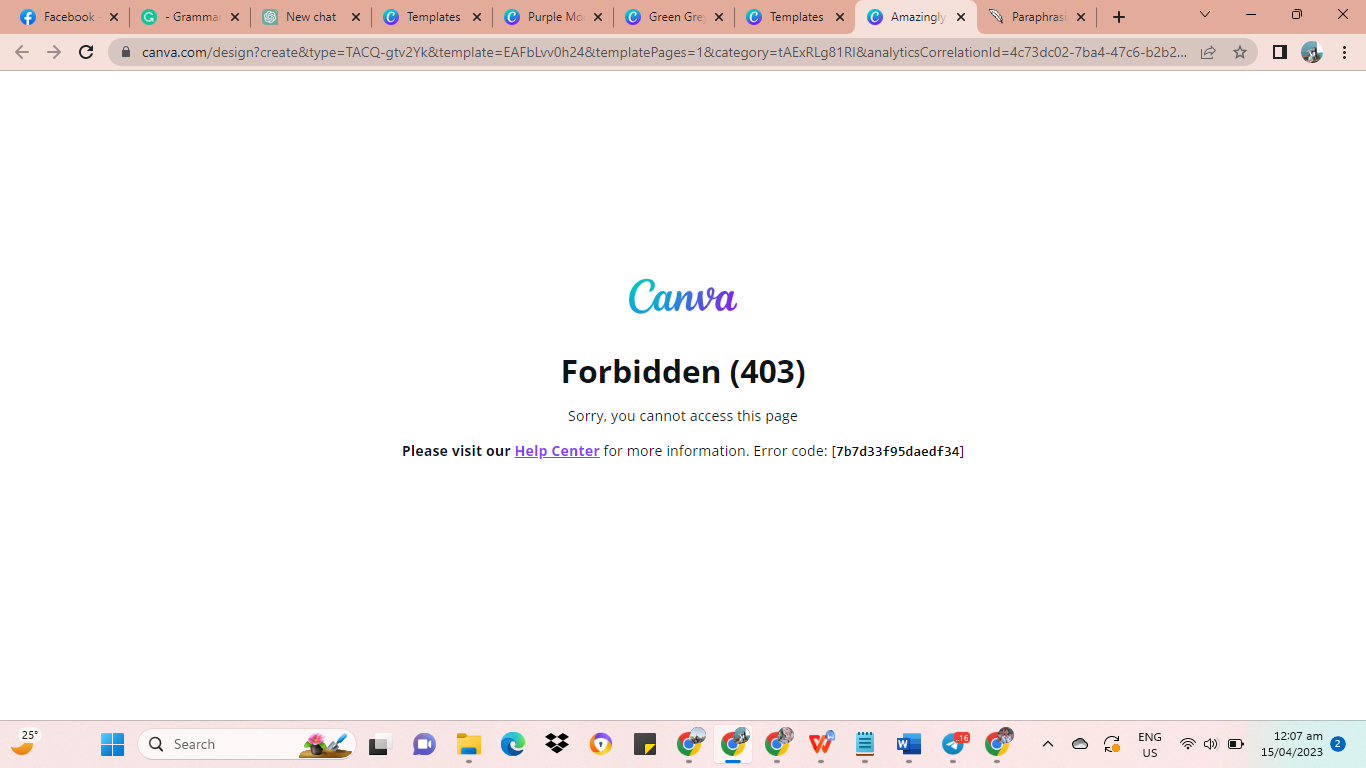 Facebook
- Gramma
New chat
Templates
Purple Mo
Green Gre
Templates
Amazingly
Paraphrasi
canva.com/design?create&type=TACQ-gtv2Yk&template=EAFbLvv0h24&templatePages=1&category=tAExRLg81RI&analyticsCorrelationId=4c73dc02-7ba4-47c6-b2b2...
Canva
Forbidden (403)
Sorry, you cannot access this page
Please visit our Help Center for more information. Error code: [7b7d33f95daedf34]
25°
Search
16
ENG
US
12:07 am
15/04/2023
2